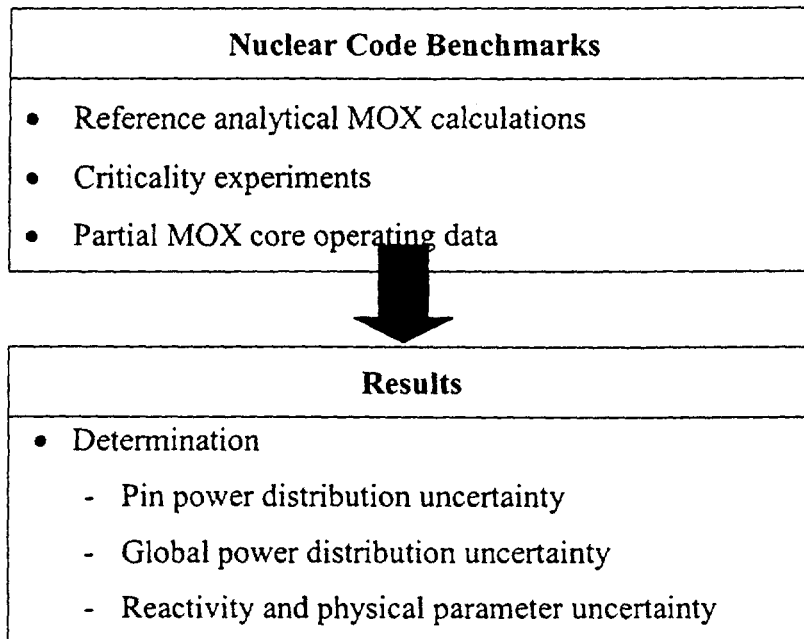 Nuclear Code Benchmarks
• Reference analytical MOX calculations
• Criticality experiments
• Partial MOX core operating data
Results
• Determination
- Pin power distribution uncertainty
- Global power distribution uncertainty
- Reactivity and physical parameter uncertainty